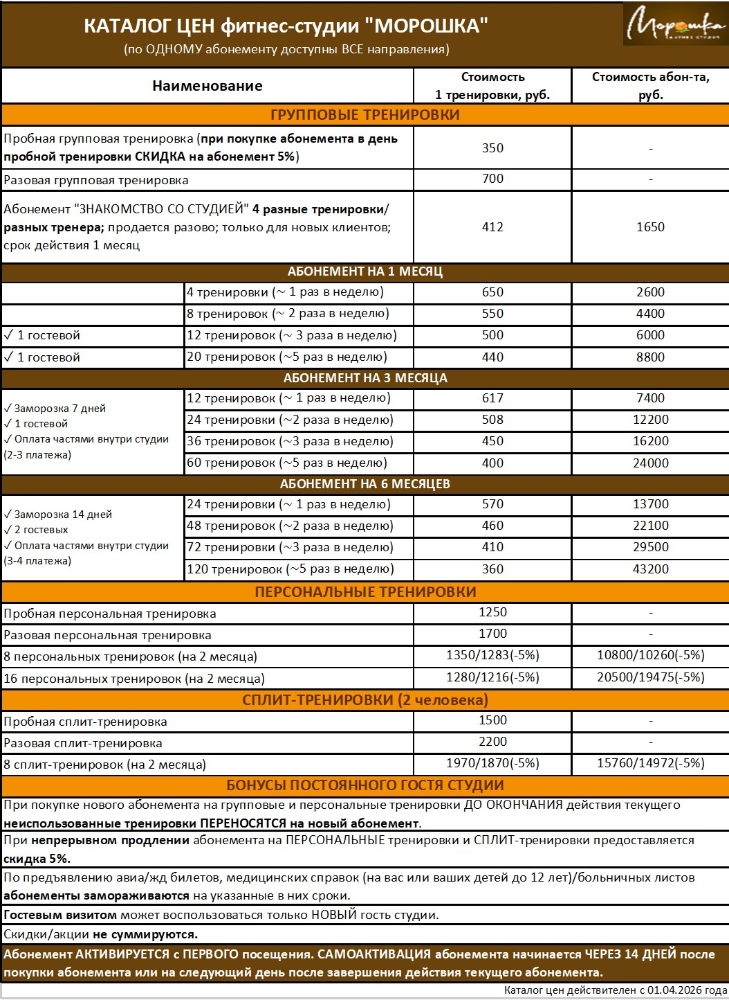 КАТАЛОГ ЦЕН фитнес-студии "МОРОШКА"
(по ОДНОМУ абонементу доступны ВСЕ направления)
Морошка
Наименование
Стоимость
1 тренировки, руб.
Стоимость абон-та,
руб.
ГРУППОВЫЕ ТРЕНИРОВКИ
Пробная групповая тренировка (при покупке абонемента в день
пробной тренировки СКИДКА на абонемент 5%)
350
-
Разовая групповая тренировка
700
-
Абонемент "ЗНАКОМСТВО СО СТУДИЕЙ" 4 разные тренировки/
разных тренера; продается разово; только для новых клиентов;
срок действия 1 месяц
412
1650
АБОНЕМЕНТ НА 1 МЕСЯЦ
4 тренировки (~ 1 раз в неделю)
650
2600
8 тренировок (~ 2 раза в неделю)
550
4400
✓ 1 гостевой
12 тренировок (~ 3 раза в неделю)
500
6000
✓ 1 гостевой
20 тренировок (~5 раз в неделю)
440
8800
АБОНЕМЕНТ НА 3 МЕСЯЦА
✓ Заморозка 7 дней
✓ 1 гостевой
✓ Оплата частями внутри студии
(2-3 платежа)
12 тренировок (~ 1 раз в неделю)
617
7400
24 тренировки (~2 раза в неделю)
508
12200
36 тренировок (~3 раза в неделю)
450
16200
60 тренировок (~5 раз в неделю)
400
24000
АБОНЕМЕНТ НА 6 МЕСЯЦЕВ
✓ Заморозка 14 дней
✓ 2 гостевых
✓ Оплата частями внутри студии
(3-4 платежа)
24 тренировки (~ 1 раз в неделю)
570
13700
48 тренировок (~2 раза в неделю)
460
22100
72 тренировки (~3 раза в неделю)
410
29500
120 тренировок (~5 раз в неделю)
360
43200
ПЕРСОНАЛЬНЫЕ ТРЕНИРОВКИ
Пробная персональная тренировка
1250
-
Разовая персональная тренировка
1700
-
8 персональных тренировок (на 2 месяца)
1350/1283(-5%)
10800/10260(-5%)
16 персональных тренировок (на 2 месяца)
1280/1216(-5%)
20500/19475(-5%)
СПЛИТ-ТРЕНИРОВКИ (2 человека)
Пробная сплит-тренировка
1500
-
Разовая сплит-тренировка
2200
-
8 сплит-тренировок (на 2 месяца)
1970/1870(-5%)
15760/14972(-5%)
БОНУСЫ ПОСТОЯННОГО ГОСТЯ СТУДИИ
При покупке нового абонемента на групповые и персональные тренировки ДО ОКОНЧАНИЯ действия текущего
неиспользованные тренировки ПЕРЕНОСЯТСЯ на новый абонемент.
При непрерывном продлении абонемента на ПЕРСОНАЛЬНЫЕ тренировки и СПЛИТ-тренировки предоставляется
скидка 5%.
По предъявлению авиа/жд билетов, медицинских справок (на вас или ваших детей до 12 лет)/больничных листов
абонементы замораживаются на указанные в них сроки.
Гостевым визитом может воспользоваться только НОВЫЙ гость студии.
Скидки/акции не суммируются.
Абонемент АКТИВИРУЕТСЯ с ПЕРВОГО посещения. САМОАКТИВАЦИЯ абонемента начинается ЧЕРЕЗ 14 ДНЕЙ после
покупки абонемента или на следующий день после завершения действия текущего абонемента.
Каталог цен действителен с 01.04.2026 года